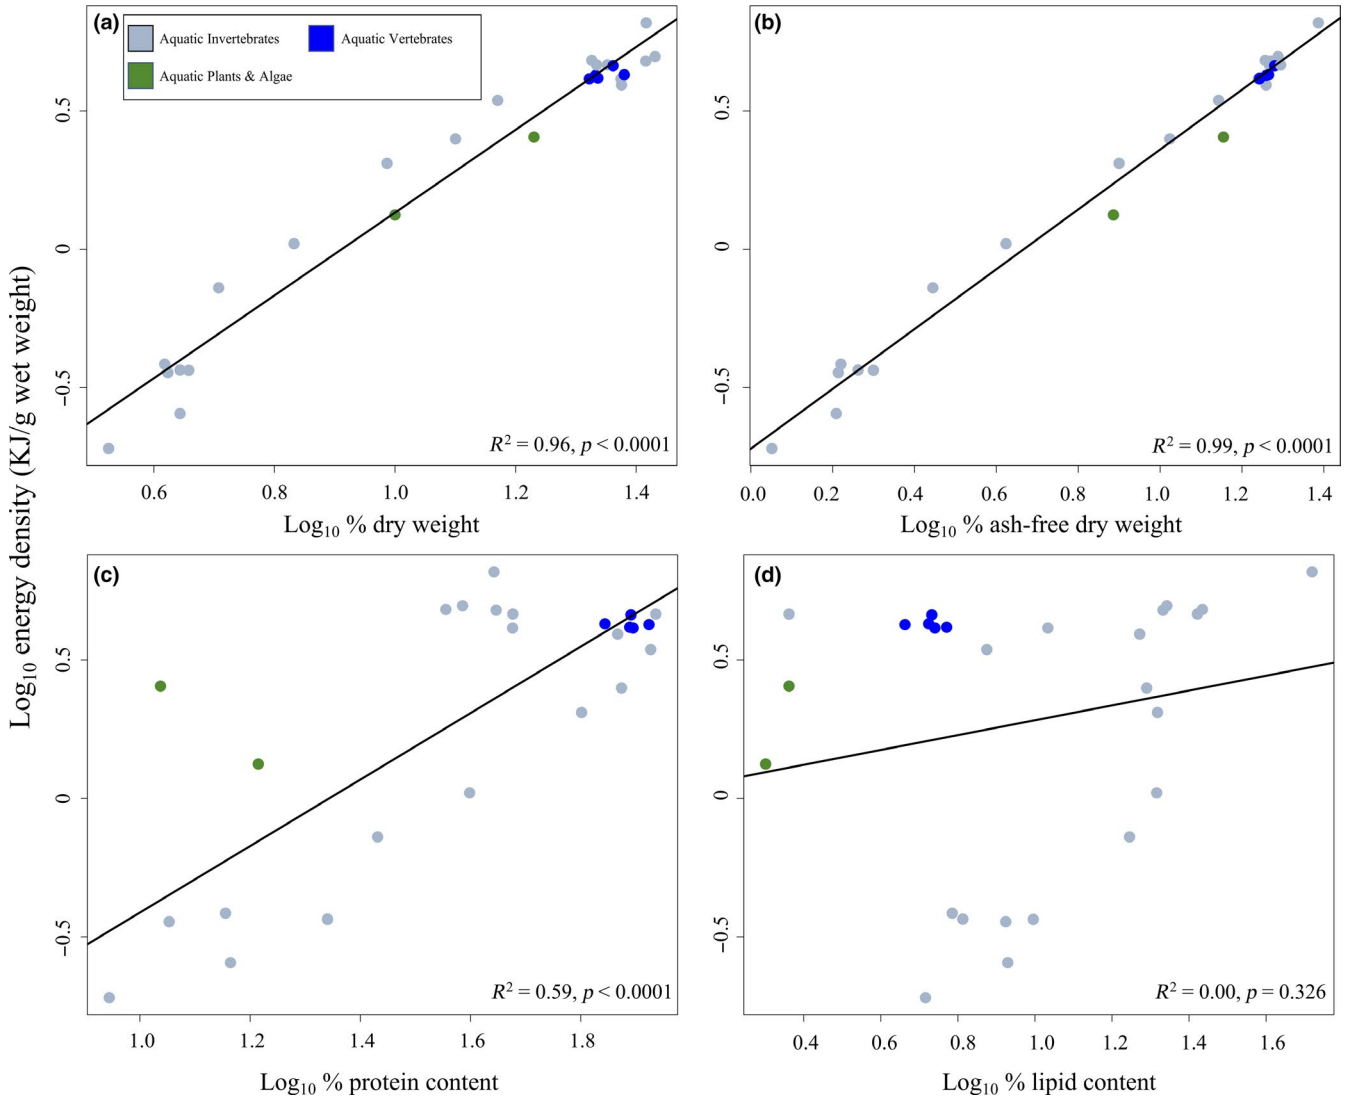 (a)
Aquatic Invertebrates
Aquatic Vertebrates
Aquatic Plants & Algae
0.5
0
−0.5
R² = 0.96, p < 0.0001
0.6 0.8 1.0 1.2 1.4
Log₁₀ % dry weight
(b)
0.5
0
−0.5
R² = 0.99, p < 0.0001
0.0 0.2 0.4 0.6 0.8 1.0 1.2 1.4
Log₁₀ % ash-free dry weight
Log₁₀ energy density (KJ/g wet weight)
(c)
0.5
0
−0.5
R² = 0.59, p < 0.0001
1.0 1.2 1.4 1.6 1.8
Log₁₀ % protein content
(d)
0.5
0
−0.5
R² = 0.00, p = 0.326
0.4 0.6 0.8 1.0 1.2 1.4 1.6
Log₁₀ % lipid content